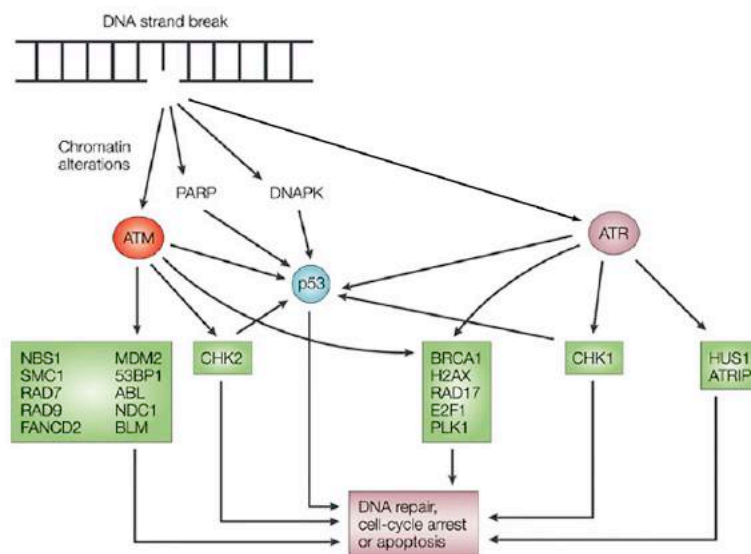 DNA strand break
Chromatin
alterations
PARP
DNAPK
ATM
ATR
p53
NBS1 MDM2
SMC1 53BP1
RAD7 ABL
RAD9 NDC1
FANCD2 BLM
CHK2
BRCA1
H2AX
RAD17
E2F1
PLK1
CHK1
HUS1
ATRIP
DNA repair,
cell-cycle arrest
or apoptosis